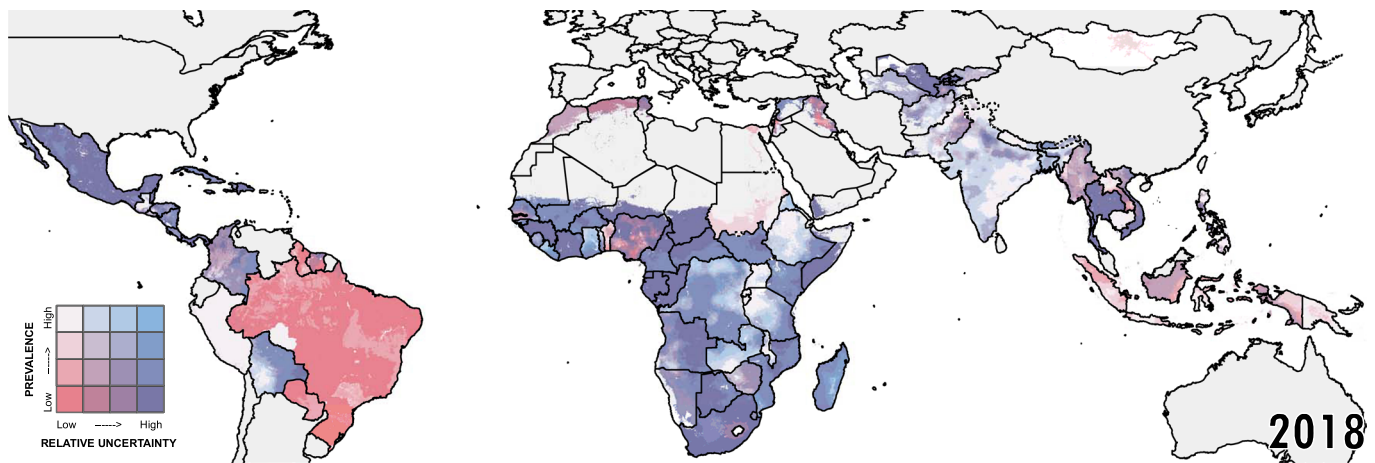 High
PREVALENCE
------>
Low
Low ------> High
RELATIVE UNCERTAINTY
2018